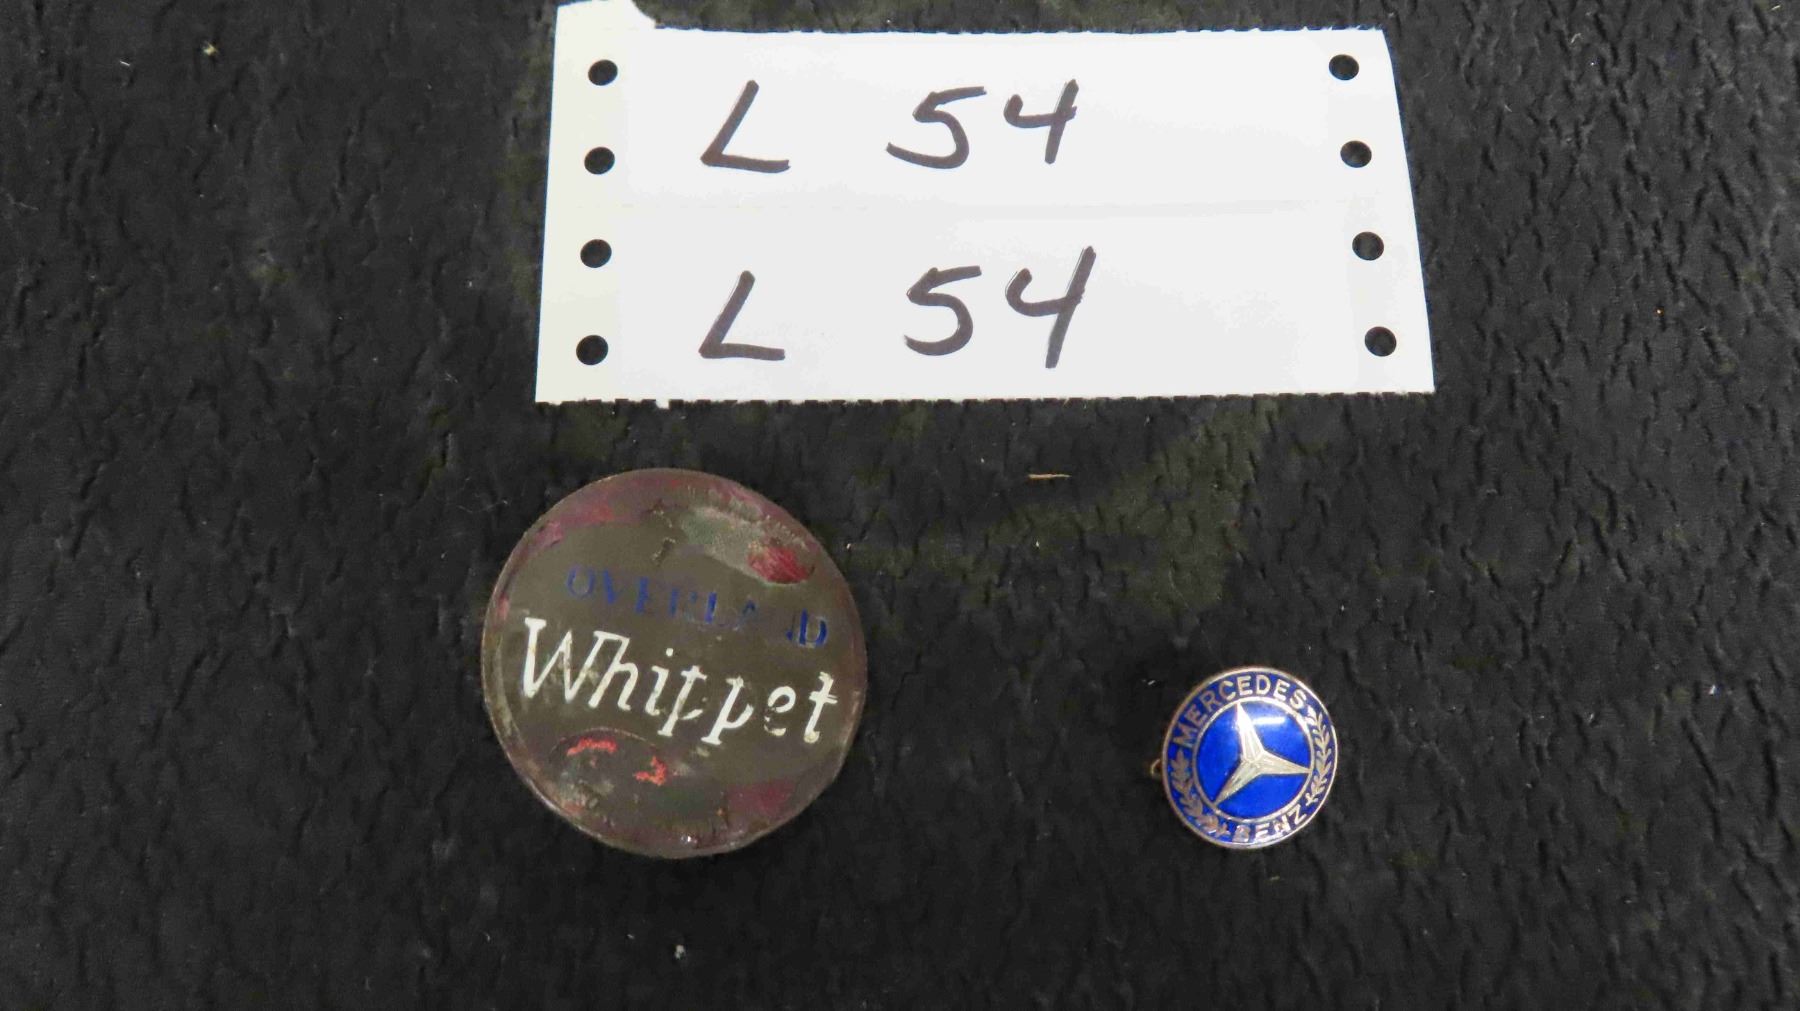 L 54
L 54
OVERLAND
Whippet
MERCEDES
BENZ